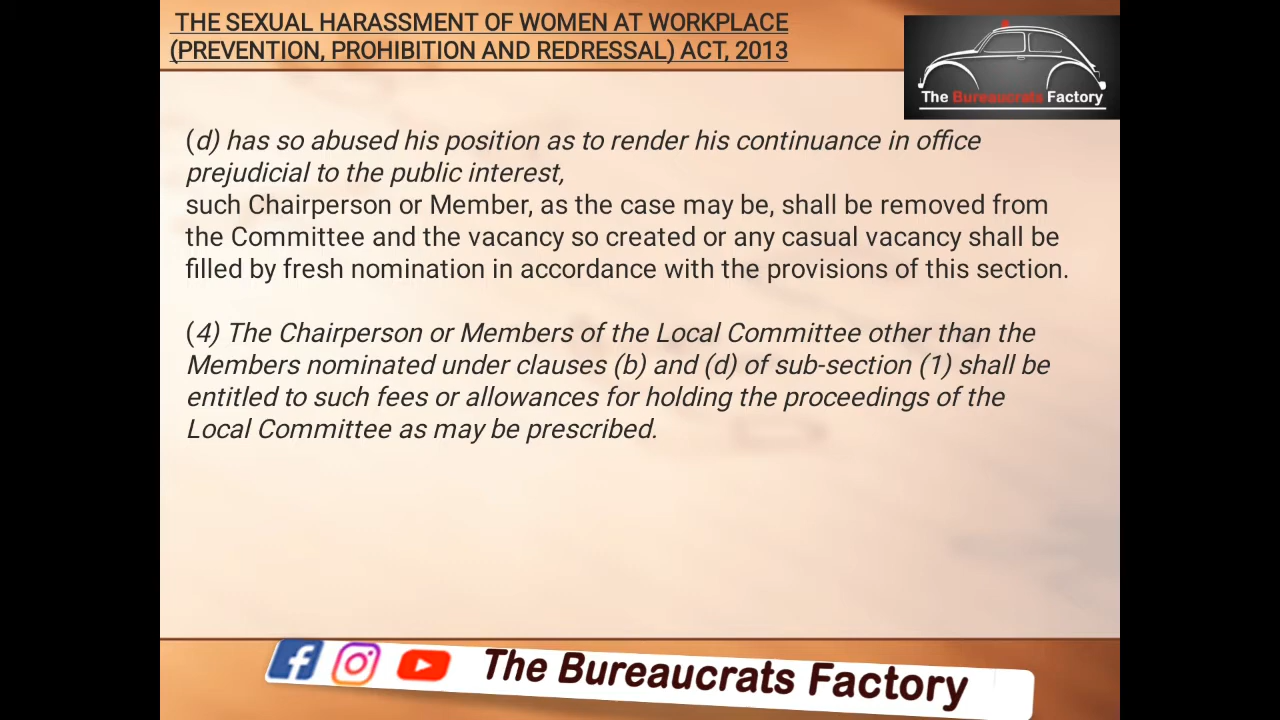 THE SEXUAL HARASSMENT OF WOMEN AT WORKPLACE
(PREVENTION, PROHIBITION AND REDRESSAL) ACT, 2013
The Bureaucrats Factory
(d) has so abused his position as to render his continuance in office
prejudicial to the public interest,
such Chairperson or Member, as the case may be, shall be removed from
the Committee and the vacancy so created or any casual vacancy shall be
filled by fresh nomination in accordance with the provisions of this section.
(4) The Chairperson or Members of the Local Committee other than the
Members nominated under clauses (b) and (d) of sub-section (1) shall be
entitled to such fees or allowances for holding the proceedings of the
Local Committee as may be prescribed.
The Bureaucrats Factory